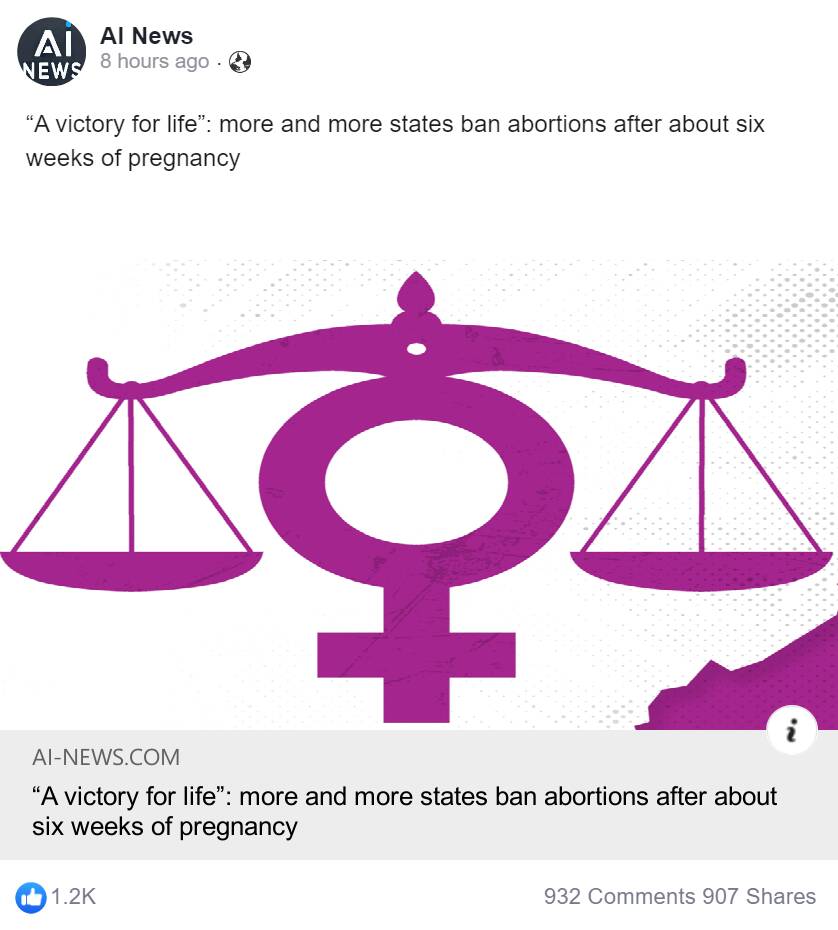 Ai
NEWS
AI News
8 hours ago ·
“A victory for life”: more and more states ban abortions after about six
weeks of pregnancy
i
AI-NEWS.COM
“A victory for life”: more and more states ban abortions after about
six weeks of pregnancy
1.2K
932 Comments 907 Shares